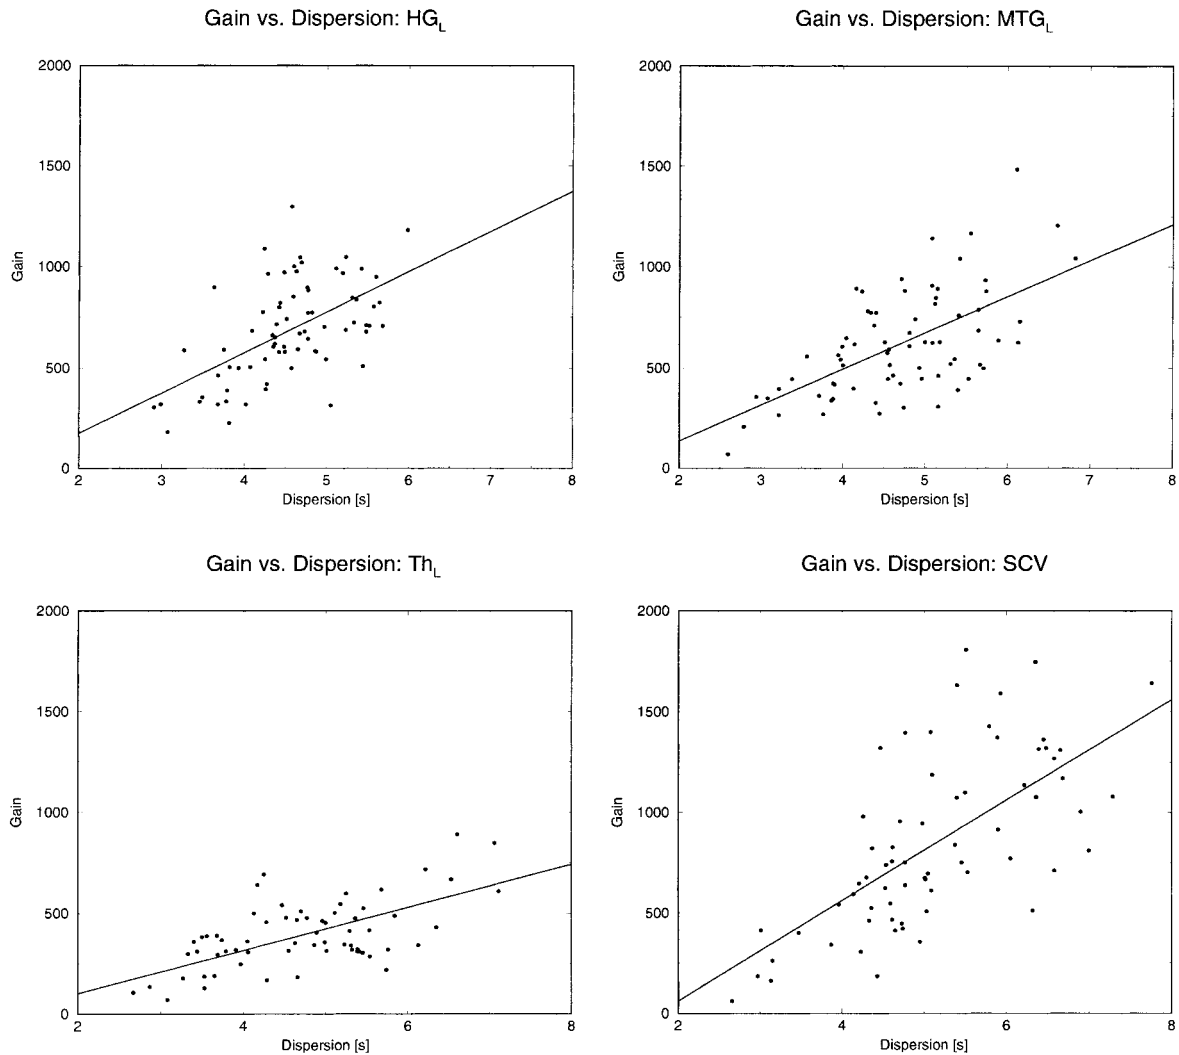 Gain vs. Dispersion: HG_L
2000
1500
1000
500
0
Gain
2 3 4 5 6 7 8
Dispersion [s]
Gain vs. Dispersion: MTG_L
2000
1500
1000
500
0
Gain
2 3 4 5 6 7 8
Dispersion [s]
Gain vs. Dispersion: Th_L
2000
1500
1000
500
0
Gain
2 4 6 8
Dispersion [s]
Gain vs. Dispersion: SCV
2000
1500
1000
500
0
Gain
2 4 6 8
Dispersion [s]